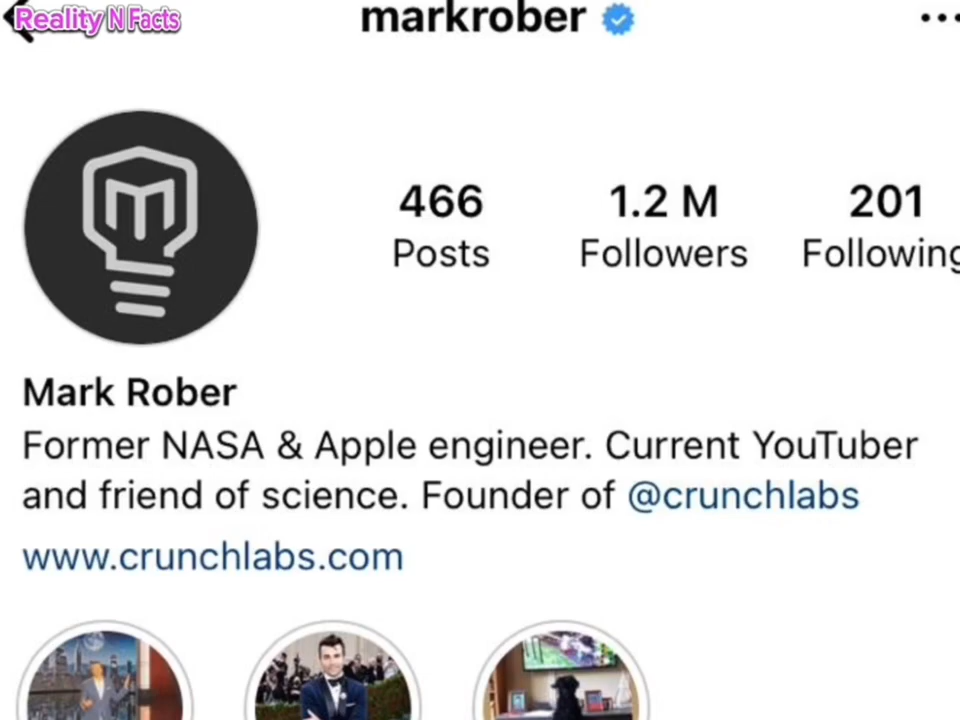 Reality N Facts
markrober
466 1.2 M 201
Posts Followers Following
Mark Rober
Former NASA & Apple engineer. Current YouTuber
and friend of science. Founder of @crunchlabs
www.crunchlabs.com